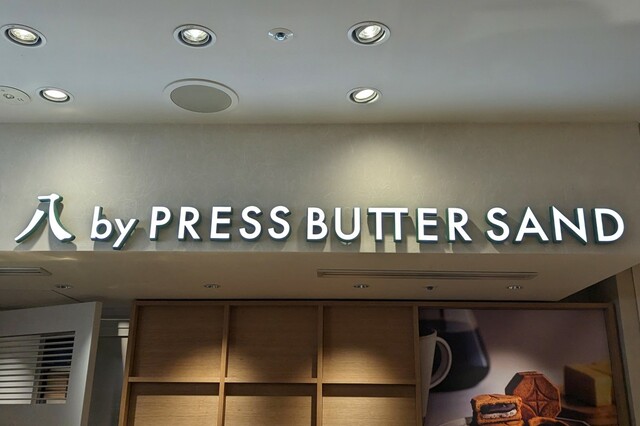 八 by PRESS BUTTER SAND